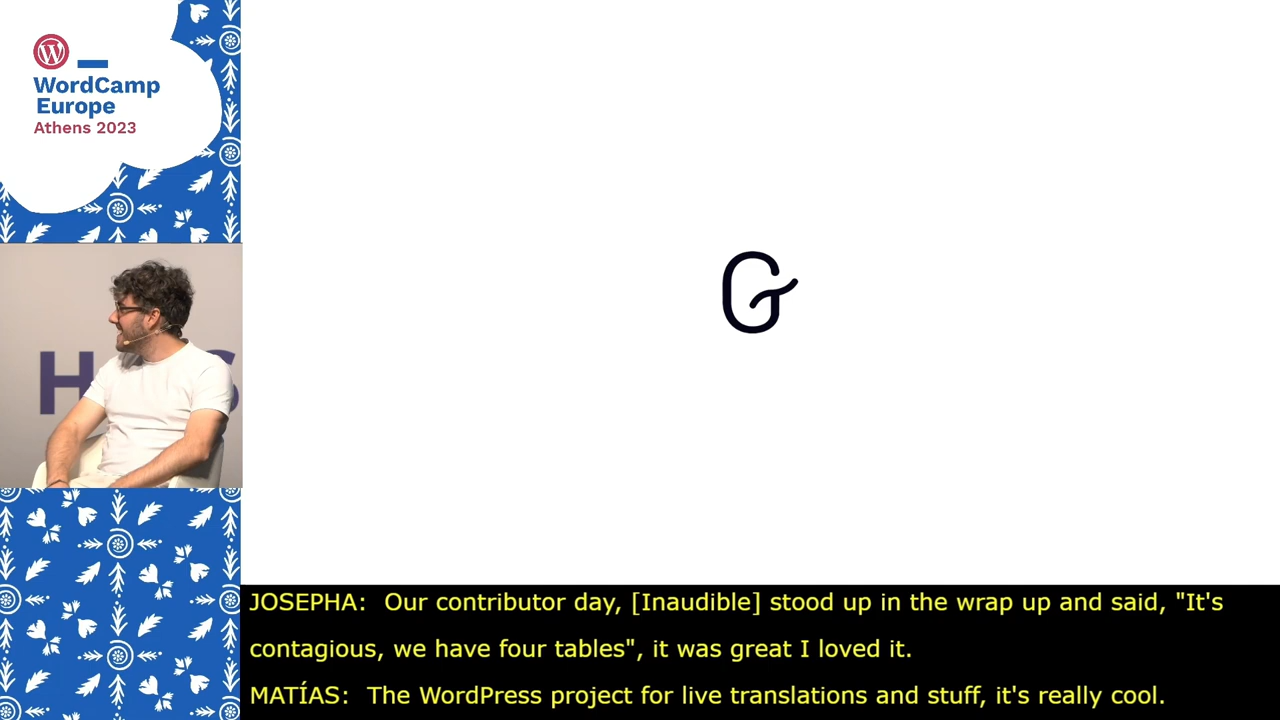 WordCamp
Europe
Athens 2023
H S
G
JOSEPHA: Our contributor day, [Inaudible] stood up in the wrap up and said, "It's
contagious, we have four tables", it was great I loved it.
MATÍAS: The WordPress project for live translations and stuff, it's really cool.